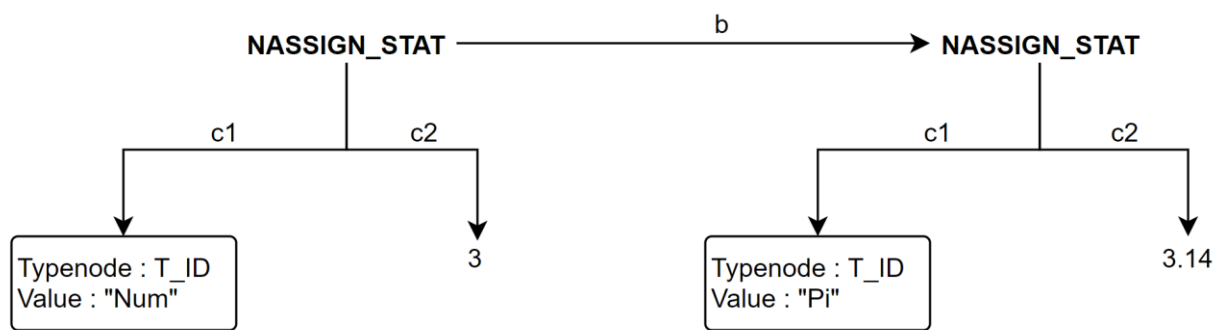 b
NASSIGN_STAT
NASSIGN_STAT
c1
c2
c1
c2
Typenode : T_ID
Value : "Num"
3
Typenode : T_ID
Value : "Pi"
3.14